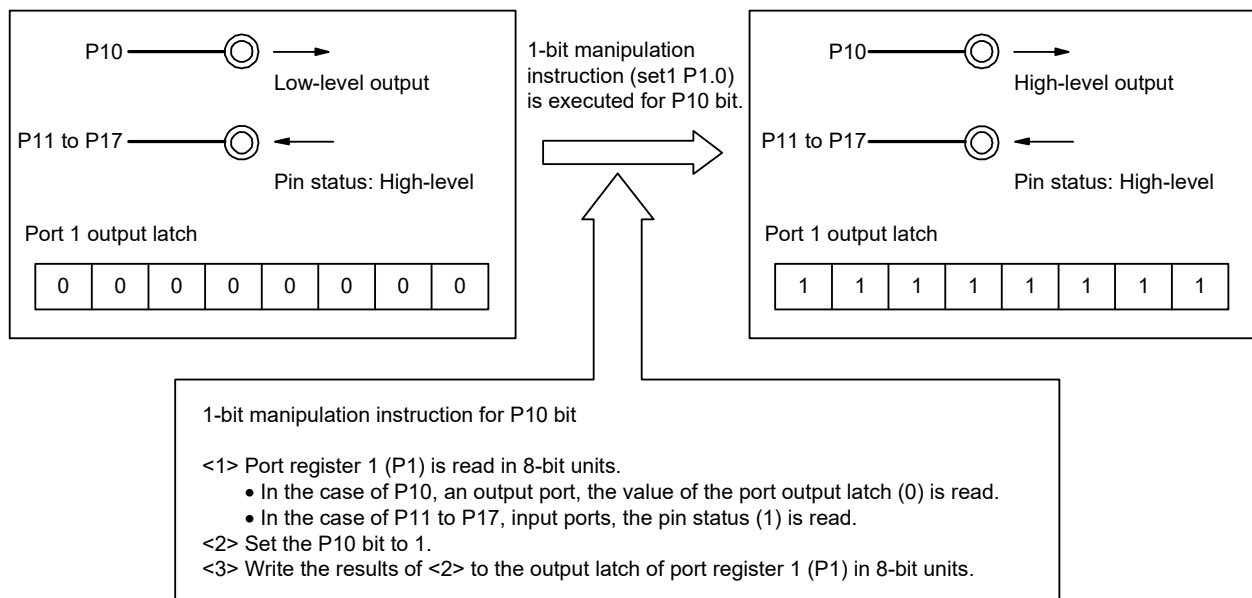 P10
Low-level output
P11 to P17
Pin status: High-level
Port 1 output latch
0 0 0 0 0 0 0 0
1-bit manipulation
instruction (set1 P1.0)
is executed for P10 bit.
P10
High-level output
P11 to P17
Pin status: High-level
Port 1 output latch
1 1 1 1 1 1 1 1
1-bit manipulation instruction for P10 bit
<1> Port register 1 (P1) is read in 8-bit units.
• In the case of P10, an output port, the value of the port output latch (0) is read.
• In the case of P11 to P17, input ports, the pin status (1) is read.
<2> Set the P10 bit to 1.
<3> Write the results of <2> to the output latch of port register 1 (P1) in 8-bit units.